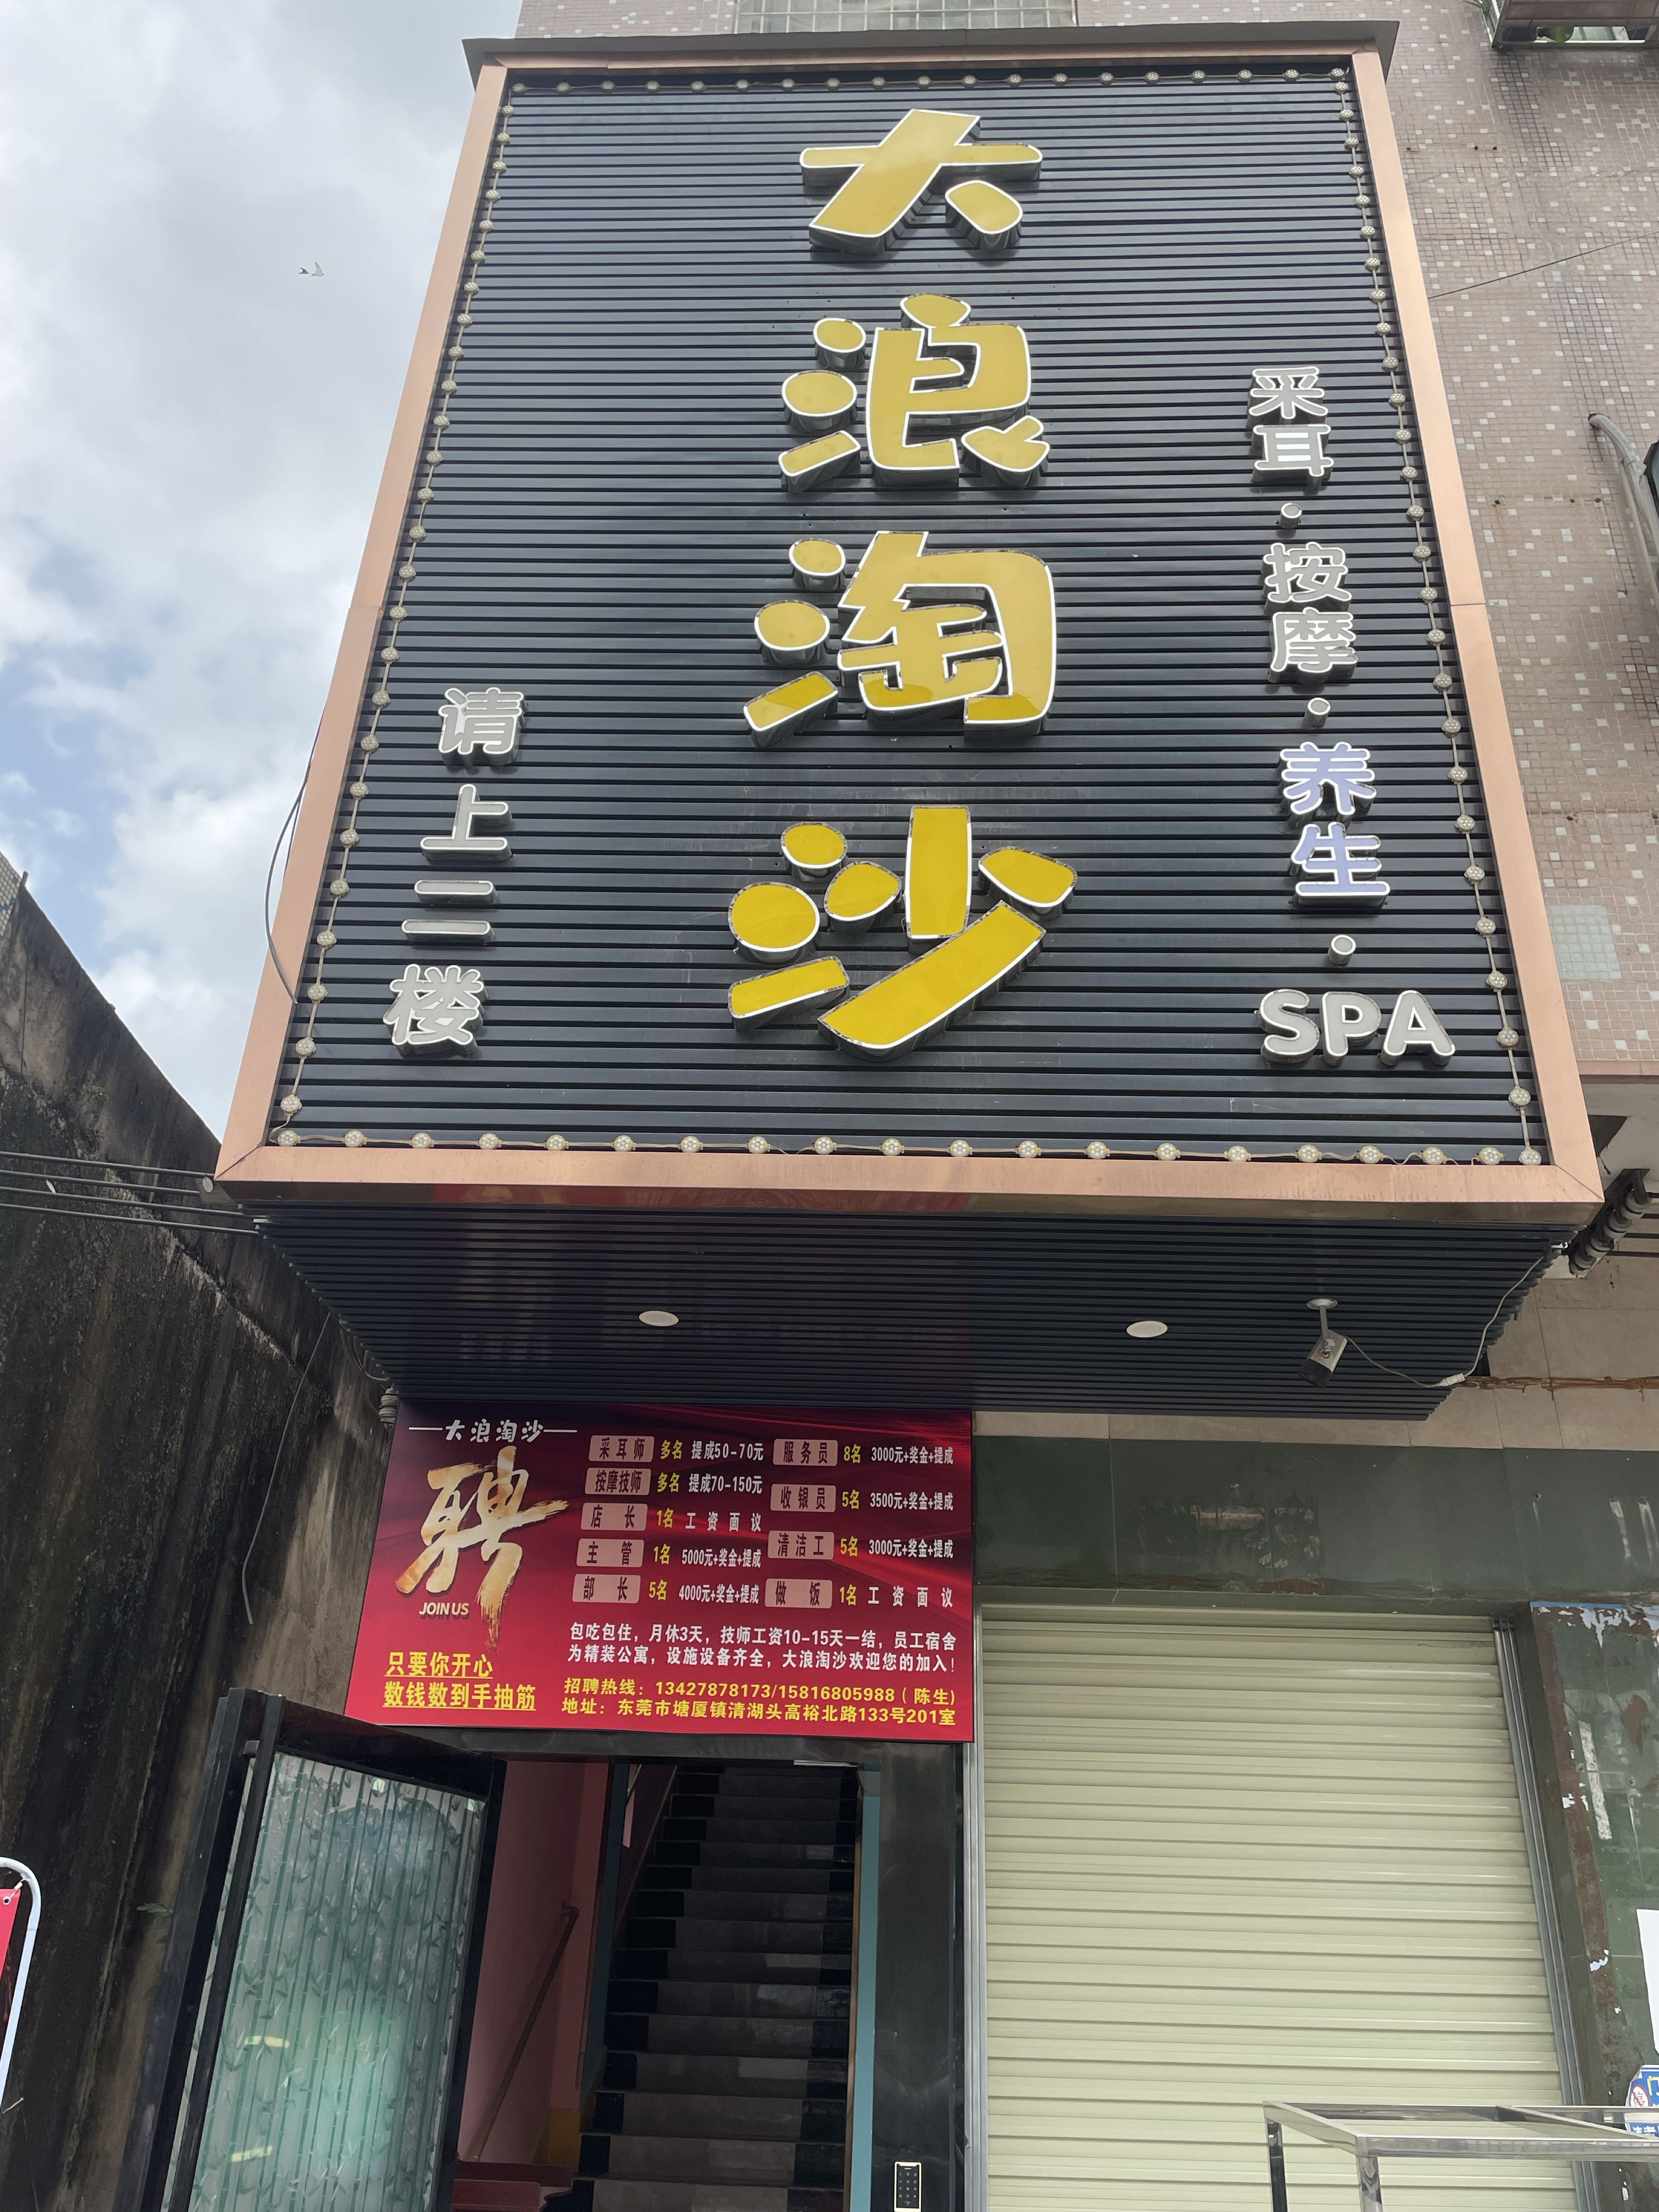 大浪淘沙
采耳·按摩·养生·SPA
请上二楼
大浪淘沙
聘
JOIN US
只要你开心
数钱数到手抽筋
采耳师 多名 提成50-70元
按摩技师 多名 提成70-150元
店长 1名 工资面议
主管 1名 5000元+奖金+提成
部长 5名 4000元+奖金+提成
服务员 8名 3000元+奖金+提成
收银员 5名 3500元+奖金+提成
清洁工 5名 3000元+奖金+提成
做饭 1名 工资面议
包吃包住，月休3天，技师工资10-15天一结，员工宿舍
为精装公寓，设施设备齐全，大浪淘沙欢迎您的加入！
招聘热线：13427878173/15816805988（陈生）
地址：东莞市塘厦镇清湖头高裕北路133号201室